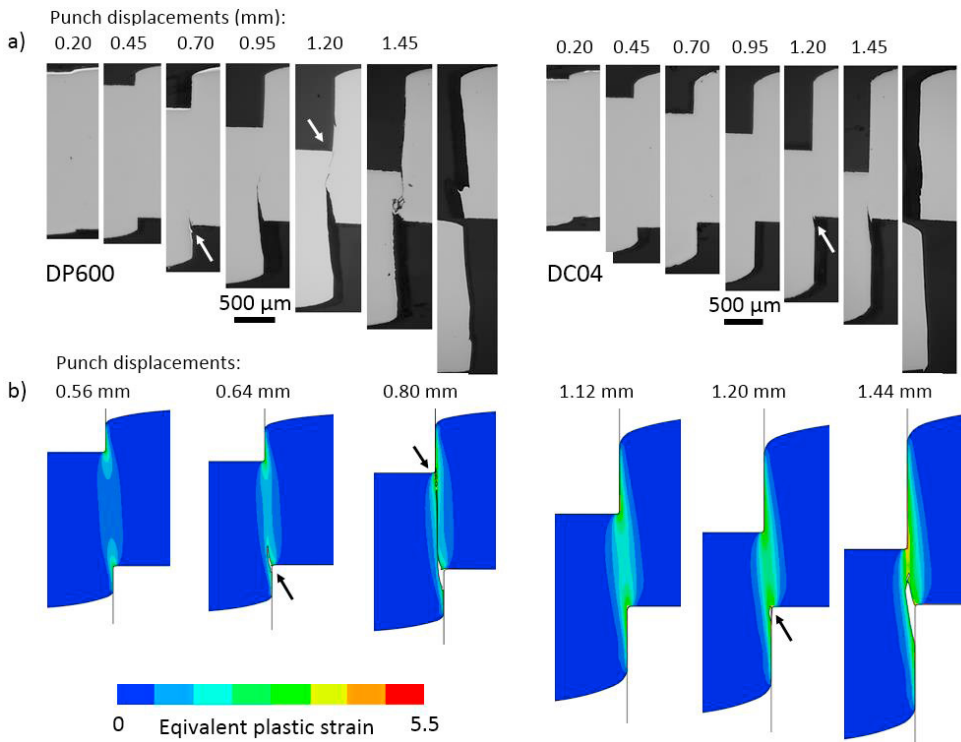 Punch displacements (mm):
a) 0.20 0.45 0.70 0.95 1.20 1.45 0.20 0.45 0.70 0.95 1.20 1.45
DP600 500 µm DC04 500 µm
Punch displacements:
b) 0.56 mm 0.64 mm 0.80 mm 1.12 mm 1.20 mm 1.44 mm
0 Eqivalent plastic strain 5.5